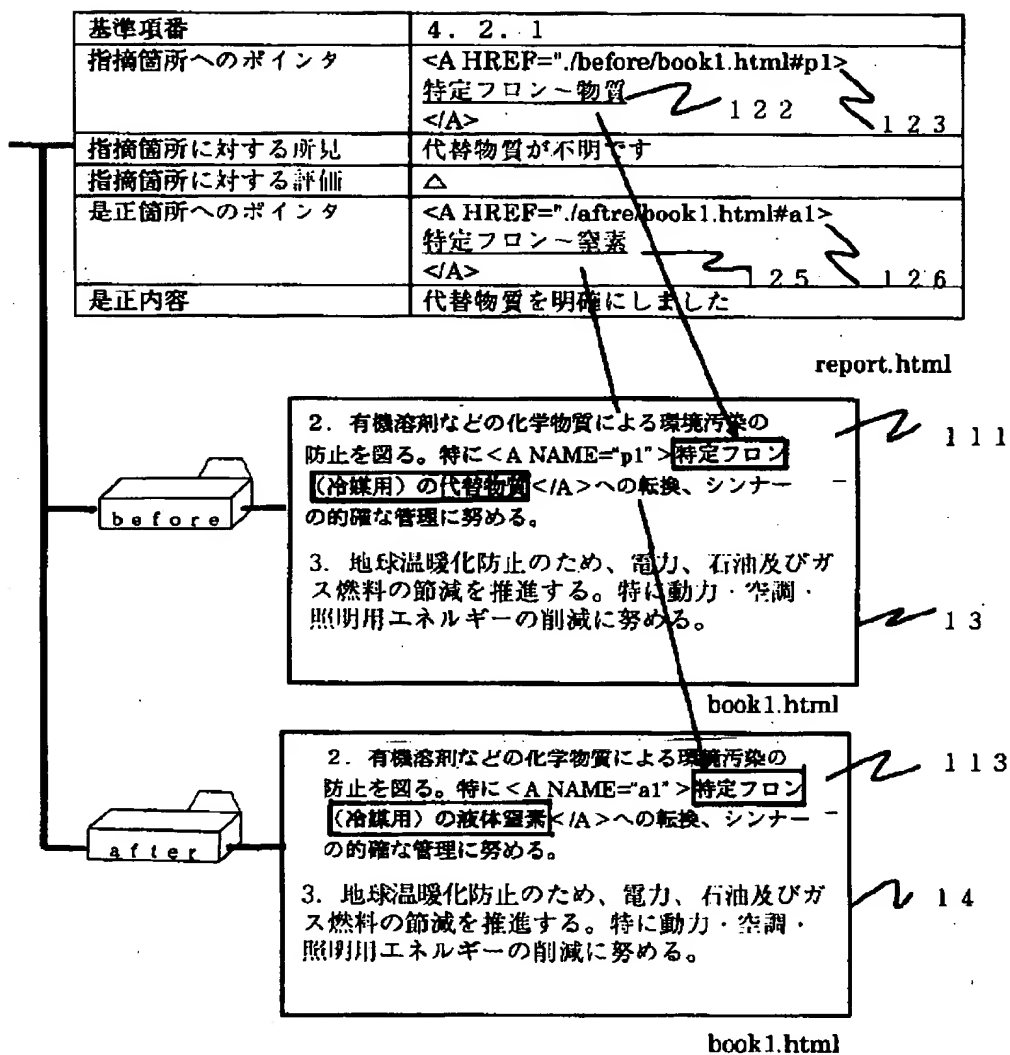 基準項番 4．2．1
指摘箇所へのポインタ <A HREF="./before/book1.html#p1>
特定フロン～物質
</A>
122
123
指摘箇所に対する所見 代替物質が不明です
指摘箇所に対する評価 △
是正箇所へのポインタ <A HREF="./aftre/book1.html#a1>
特定フロン～窒素
</A>
125
126
是正内容 代替物質を明確にしました
report.html
2．有機溶剤などの化学物質による環境汚染の
防止を図る。特に<A NAME="p1">特定フロン
（冷媒用）の代替物質</A>への転換、シンナー
の的確な管理に努める。
111
before
3．地球温暖化防止のため、電力、石油及びガ
ス燃料の節減を推進する。特に動力・空調・
照明用エネルギーの削減に努める。
13
book1.html
2．有機溶剤などの化学物質による環境汚染の
防止を図る。特に<A NAME="a1">特定フロン
（冷媒用）の液体窒素</A>への転換、シンナー
の的確な管理に努める。
113
after
3．地球温暖化防止のため、電力、石油及びガ
ス燃料の節減を推進する。特に動力・空調・
照明用エネルギーの削減に努める。
14
book1.html